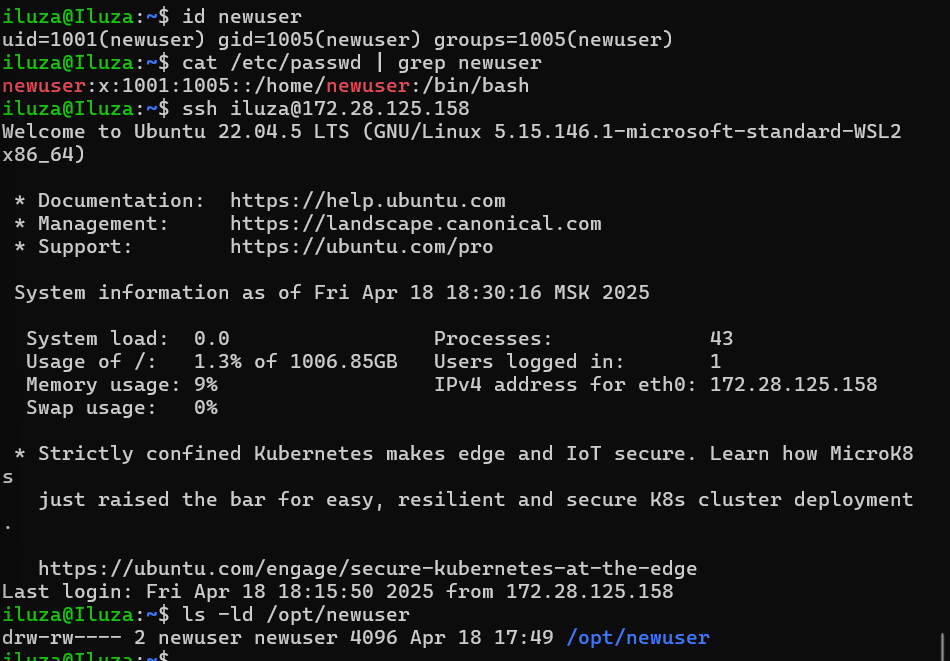 iluza@Iluza:~$ id newuser
uid=1001(newuser) gid=1005(newuser) groups=1005(newuser)
iluza@Iluza:~$ cat /etc/passwd | grep newuser
newuser:x:1001:1005::/home/newuser:/bin/bash
iluza@Iluza:~$ ssh iluza@172.28.125.158
Welcome to Ubuntu 22.04.5 LTS (GNU/Linux 5.15.146.1-microsoft-standard-WSL2
x86_64)
* Documentation:  https://help.ubuntu.com
* Management:     https://landscape.canonical.com
* Support:        https://ubuntu.com/pro
System information as of Fri Apr 18 18:30:16 MSK 2025
System load:  0.0                  Processes:             43
Usage of /:   1.3% of 1006.85GB   Users logged in:       1
Memory usage: 9%                   IPv4 address for eth0: 172.28.125.158
Swap usage:   0%
* Strictly confined Kubernetes makes edge and IoT secure. Learn how MicroK8
s
just raised the bar for easy, resilient and secure K8s cluster deployment
.
https://ubuntu.com/engage/secure-kubernetes-at-the-edge
Last login: Fri Apr 18 18:15:50 2025 from 172.28.125.158
iluza@Iluza:~$ ls -ld /opt/newuser
drw-rw---- 2 newuser newuser 4096 Apr 18 17:49 /opt/newuser
iluza@Iluza:~$